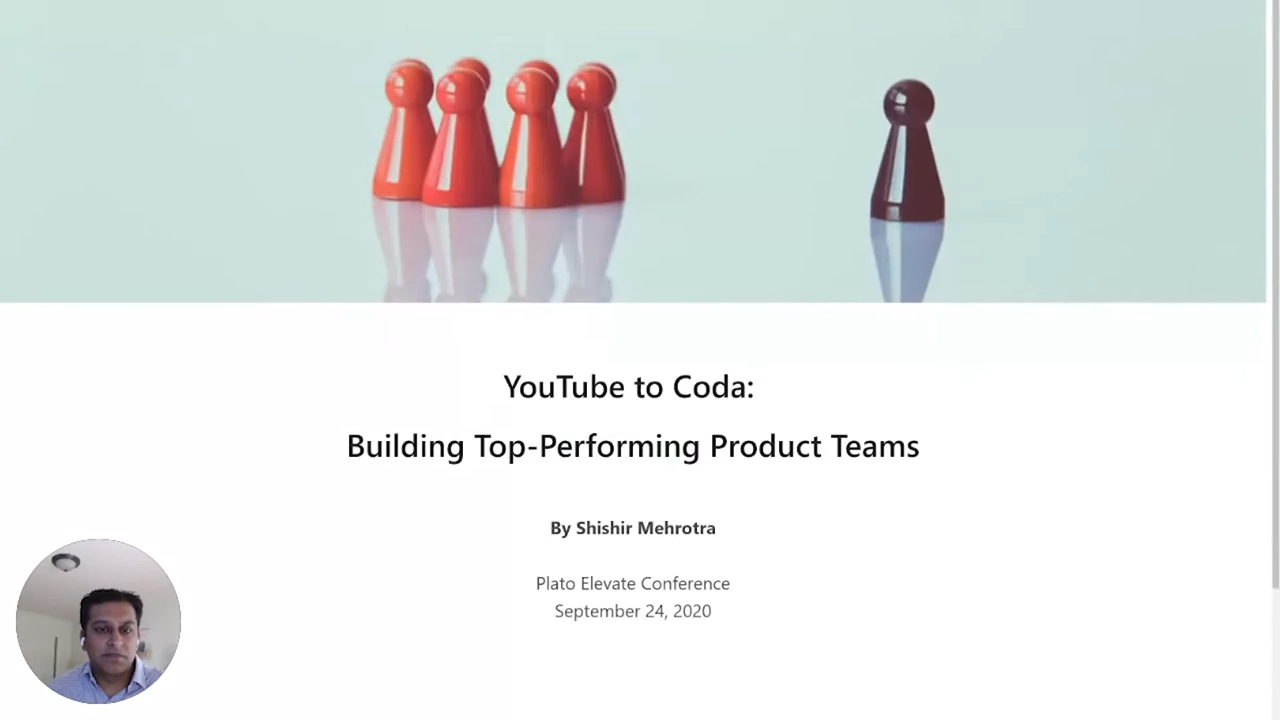 YouTube to Coda:
Building Top-Performing Product Teams
By Shishir Mehrotra
Plato Elevate Conference
September 24, 2020